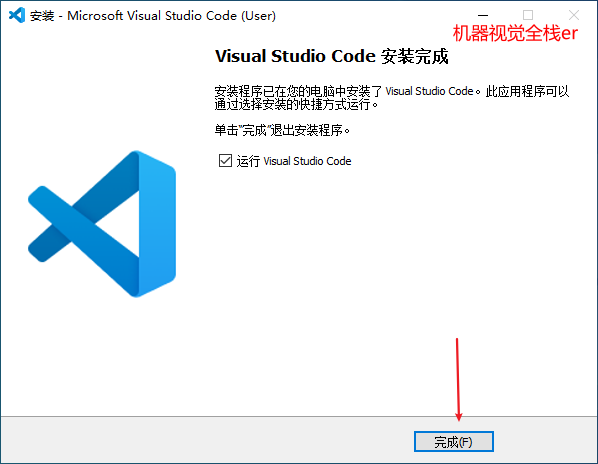 安装 - Microsoft Visual Studio Code (User)
机器视觉全栈er
Visual Studio Code 安装完成
安装程序已在您的电脑中安装了 Visual Studio Code。此应用程序可以
通过选择安装的快捷方式运行。
单击“完成”退出安装程序。
运行 Visual Studio Code
完成(F)